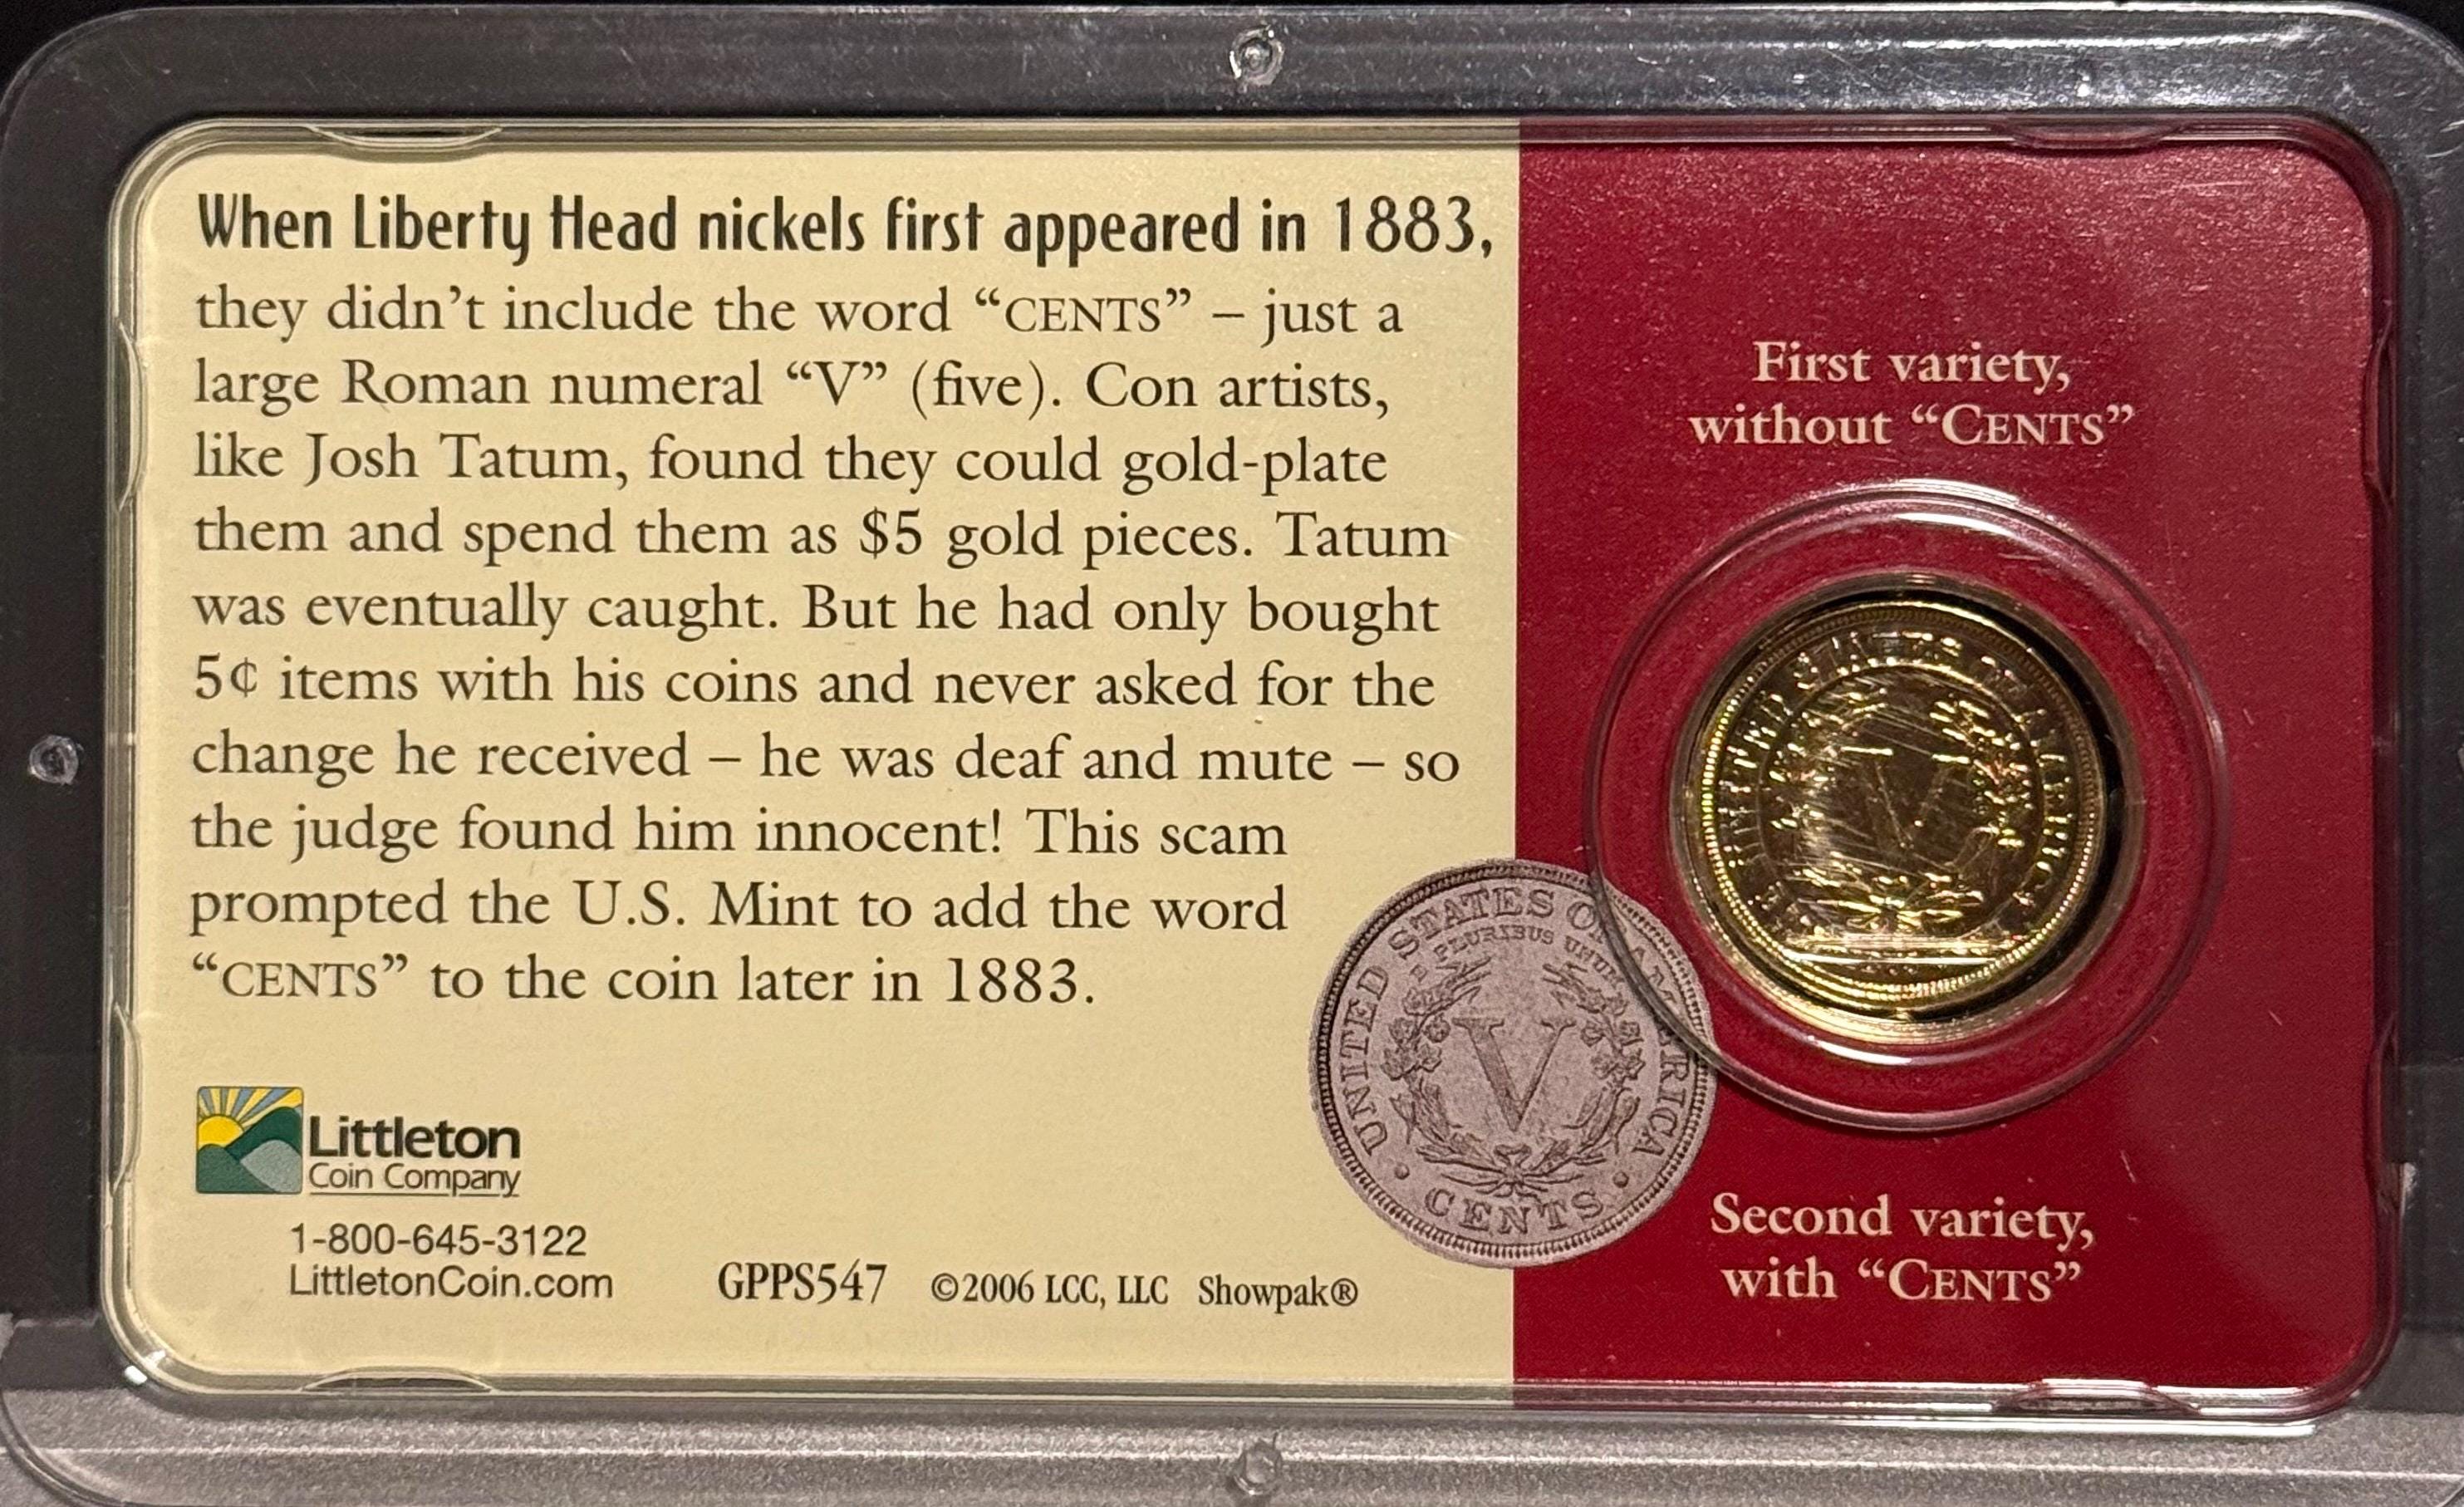 When Liberty Head nickels first appeared in 1883,
they didn't include the word “CENTS” – just a
large Roman numeral “V” (five). Con artists,
like Josh Tatum, found they could gold-plate
them and spend them as $5 gold pieces. Tatum
was eventually caught. But he had only bought
5¢ items with his coins and never asked for the
change he received – he was deaf and mute – so
the judge found him innocent! This scam
prompted the U.S. Mint to add the word
“CENTS” to the coin later in 1883.
Littleton
Coin Company
1-800-645-3122
LittletonCoin.com
GPPS547 ©2006 LCC, LLC Showpak®
First variety,
without “CENTS”
UNITED STATES OF AMERICA
V
UNITED STATES OF AMERICA
E PLURIBUS UNUM
V
• CENTS •
Second variety,
with “CENTS”